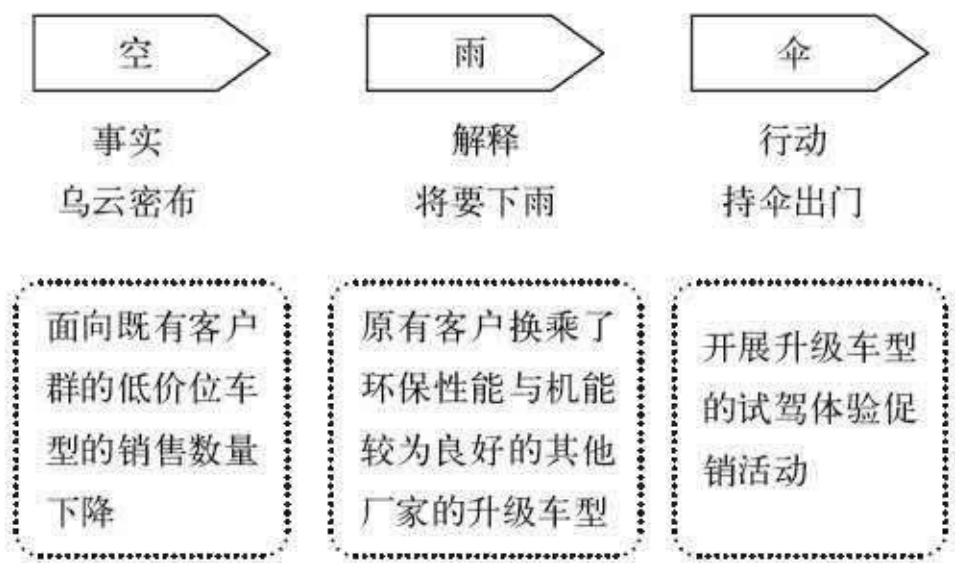 空
雨
伞
事实
解释
行动
乌云密布
将要下雨
持伞出门
面向既有客户
群的低价位车
型的销售数量
下降
原有客户换乘了
环保性能与机能
较为良好的其他
厂家的升级车型
开展升级车型
的试驾体验促
销活动